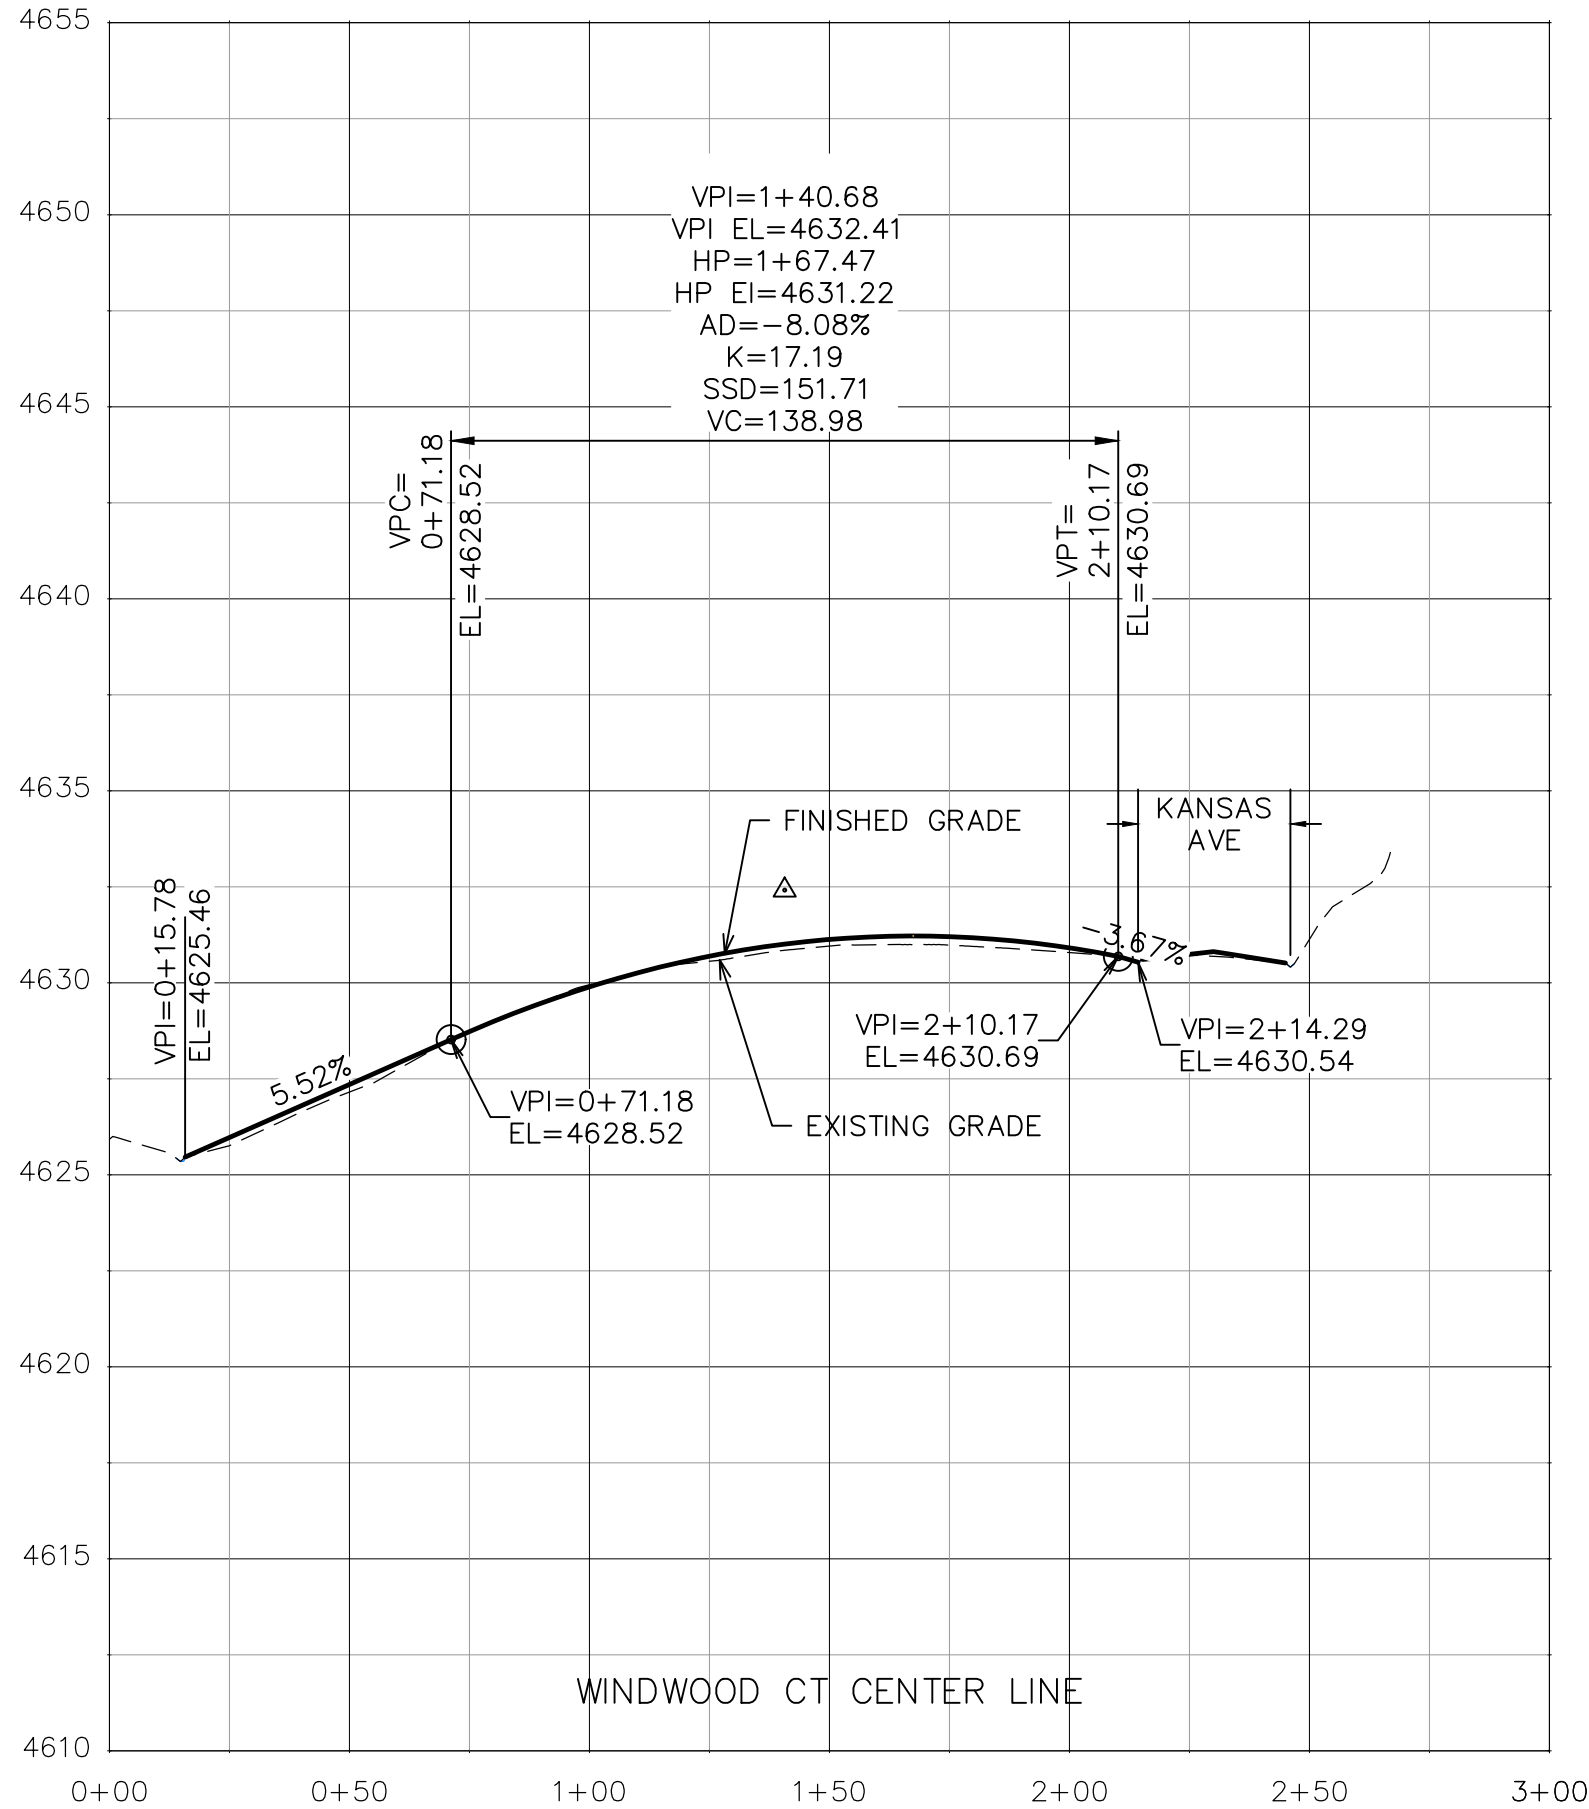 4655
4650
4645
4640
4635
4630
4625
4620
4615
4610
VPI=1+40.68
VPI EL=4632.41
HP=1+67.47
HP El=4631.22
AD=-8.08%
K=17.19
SSD=151.71
VC=138.98
VPC=
0+71.18
EL=4628.52
VPT=
2+10.17
EL=4630.69
KANSAS
AVE
FINISHED GRADE
VPI=0+15.78
EL=4625.46
-3.67%
5.52%
VPI=2+10.17
EL=4630.69
VPI=2+14.29
EL=4630.54
VPI=0+71.18
EL=4628.52
EXISTING GRADE
WINDWOOD CT CENTER LINE
0+00
0+50
1+00
1+50
2+00
2+50
3+00